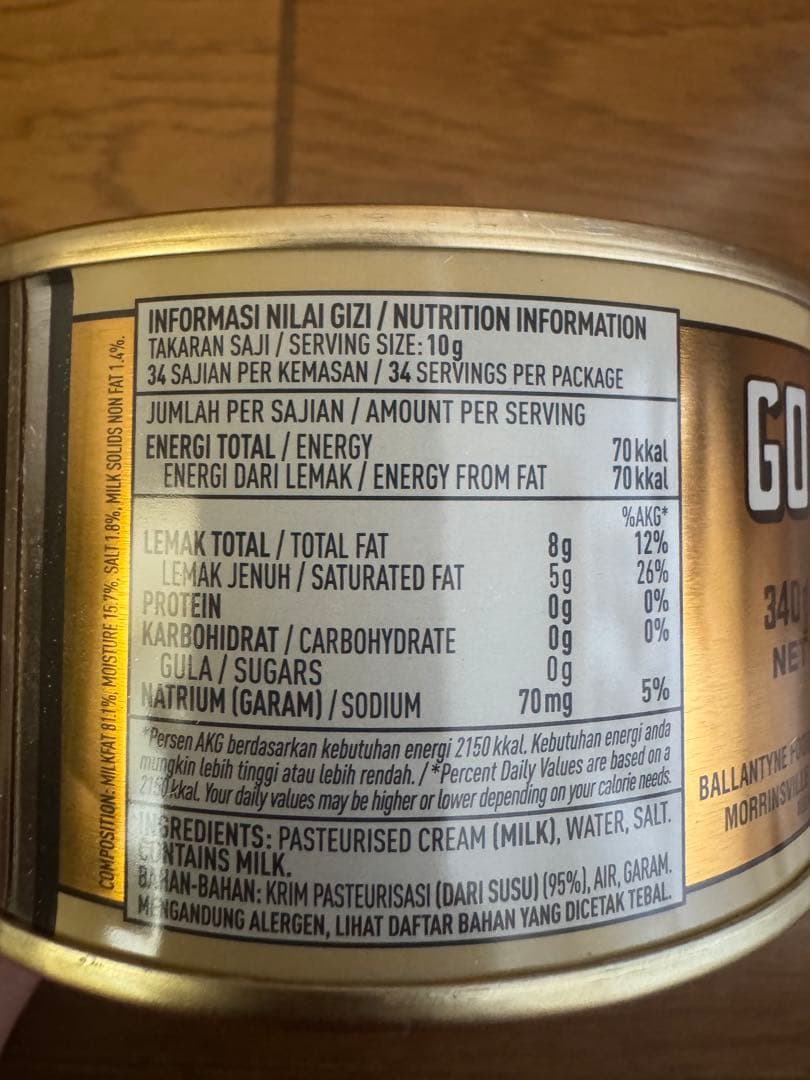 INFORMASI NILAI GIZI / NUTRITION INFORMATION
TAKARAN SAJI / SERVING SIZE: 10g
34 SAJIAN PER KEMASAN / 34 SERVINGS PER PACKAGE
JUMLAH PER SAJIAN / AMOUNT PER SERVING
ENERGI TOTAL / ENERGY 70 kkal
ENERGI DARI LEMAK / ENERGY FROM FAT 70 kkal
%AKG*
LEMAK TOTAL / TOTAL FAT 8g 12%
LEMAK JENUH / SATURATED FAT 5g 26%
PROTEIN 0g 0%
KARBOHIDRAT / CARBOHYDRATE 0g 0%
GULA / SUGARS 0g
NATRIUM (GARAM) / SODIUM 70mg 5%
*Persen AKG berdasarkan kebutuhan energi 2150 kkal. Kebutuhan energi anda
mungkin lebih tinggi atau lebih rendah. / *Percent Daily Values are based on a
2150 kkal. Your daily values may be higher or lower depending on your calorie needs.
INGREDIENTS: PASTEURISED CREAM (MILK), WATER, SALT.
CONTAINS MILK.
BAHAN-BAHAN: KRIM PASTEURISASI (DARI SUSU) (95%), AIR, GARAM.
MENGANDUNG ALERGEN, LIHAT DAFTAR BAHAN YANG DICETAK TEBAL.
COMPOSITION: MILKFAT 81.1%, MOISTURE 15.7%, SALT 1.8%, MILK SOLIDS NON FAT 1.4%.
GO
340
NET
BALLANTYNE